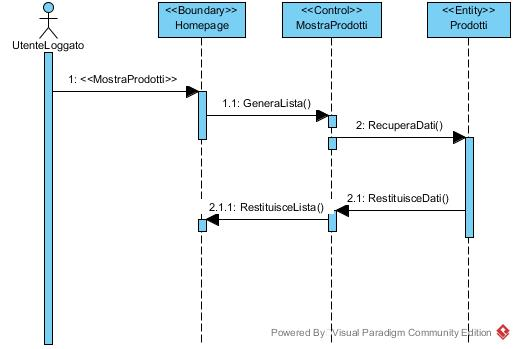 <<Boundary>>
Homepage
<<Control>>
MostraProdotti
<<Entity>>
Prodotti
UtenteLoggato
1: <<MostraProdotti>>
1.1: GeneraLista()
2: RecuperaDati()
2.1: RestituisceDati()
2.1.1: RestituisceLista()
Powered By Visual Paradigm Community Edition